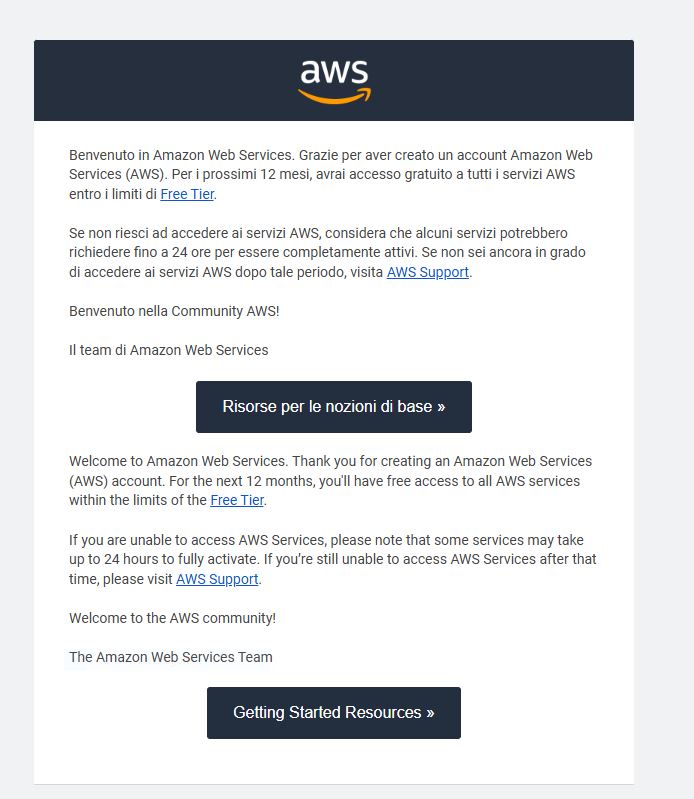 aws
Benvenuto in Amazon Web Services. Grazie per aver creato un account Amazon Web
Services (AWS). Per i prossimi 12 mesi, avrai accesso gratuito a tutti i servizi AWS
entro i limiti di Free Tier.
Se non riesci ad accedere ai servizi AWS, considera che alcuni servizi potrebbero
richiedere fino a 24 ore per essere completamente attivi. Se non sei ancora in grado
di accedere ai servizi AWS dopo tale periodo, visita AWS Support.
Benvenuto nella Community AWS!
Il team di Amazon Web Services
Risorse per le nozioni di base »
Welcome to Amazon Web Services. Thank you for creating an Amazon Web Services
(AWS) account. For the next 12 months, you'll have free access to all AWS services
within the limits of the Free Tier.
If you are unable to access AWS Services, please note that some services may take
up to 24 hours to fully activate. If you’re still unable to access AWS Services after that
time, please visit AWS Support.
Welcome to the AWS community!
The Amazon Web Services Team
Getting Started Resources »